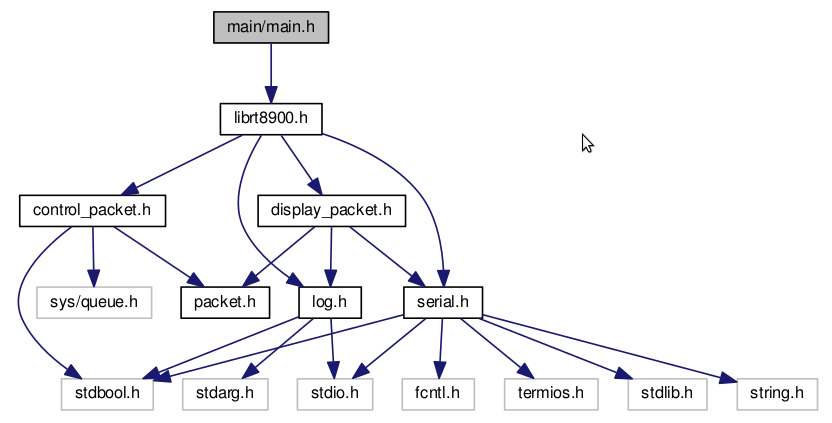 main/main.h
librt8900.h
control_packet.h
display_packet.h
sys/queue.h
packet.h
log.h
serial.h
stdbool.h
stdarg.h
stdio.h
fcntl.h
termios.h
stdlib.h
string.h